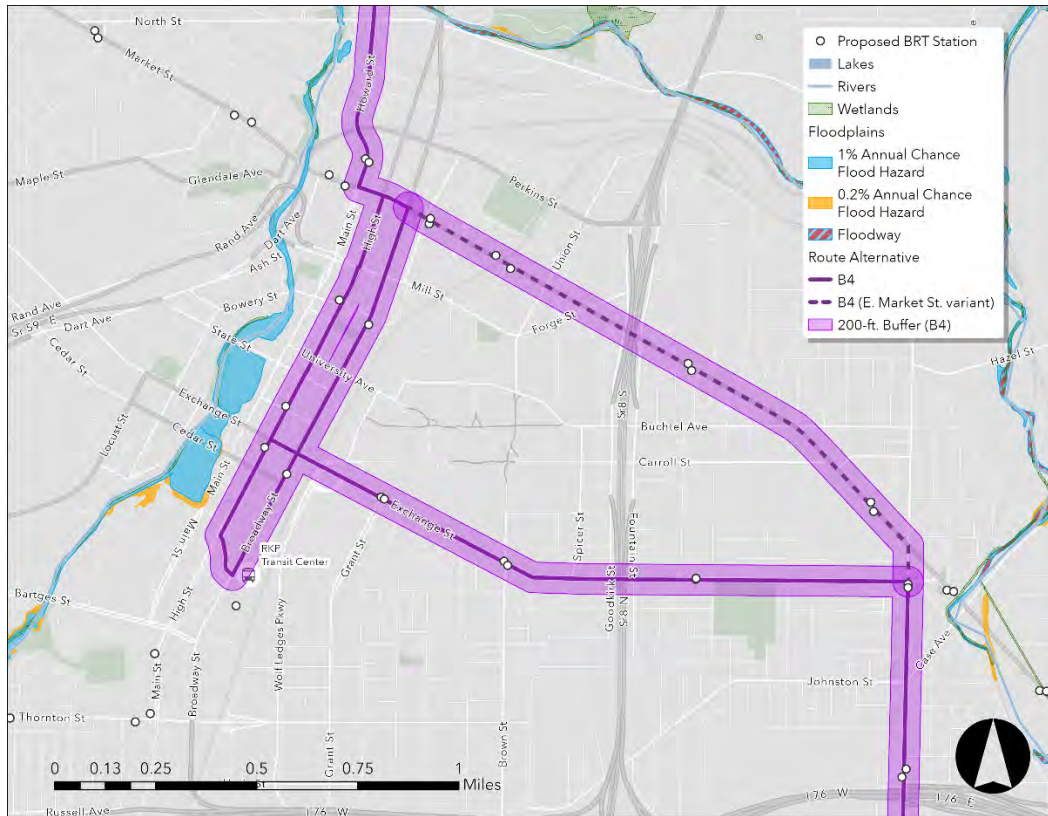 North St
Market St
Howard St
Maple St
Glendale Ave
Perkins St
Rand Ave
Dart Ave
Main St
High St
Ash St
Union St
Mill St
Bowery St
Forge St
Rand Ave
Sr 59 E
Dart Ave
State St
Cedar St
University Ave
Exchange St
Cedar St
Locust St
Main St
Main St
Broadway St
Exchange St
Grant St
RKP
Transit Center
Sr 8 S
Buchtel Ave
Carroll St
Spicer St
Fountain St
Goodkirk St
Sr 8 N
Hazel St
Case Ave
Johnston St
Bartges St
High St
Main St
Broadway St
Wolf Ledges Pkwy
Thornton St
Grant St
Brown St
Russell Ave
I 76 W
I 76 W
I 76 E
0 0.13 0.25 0.5 0.75 1
Miles
Proposed BRT Station
Lakes
Rivers
Wetlands
Floodplains
1% Annual Chance
Flood Hazard
0.2% Annual Chance
Flood Hazard
Floodway
Route Alternative
B4
B4 (E. Market St. variant)
200-ft. Buffer (B4)